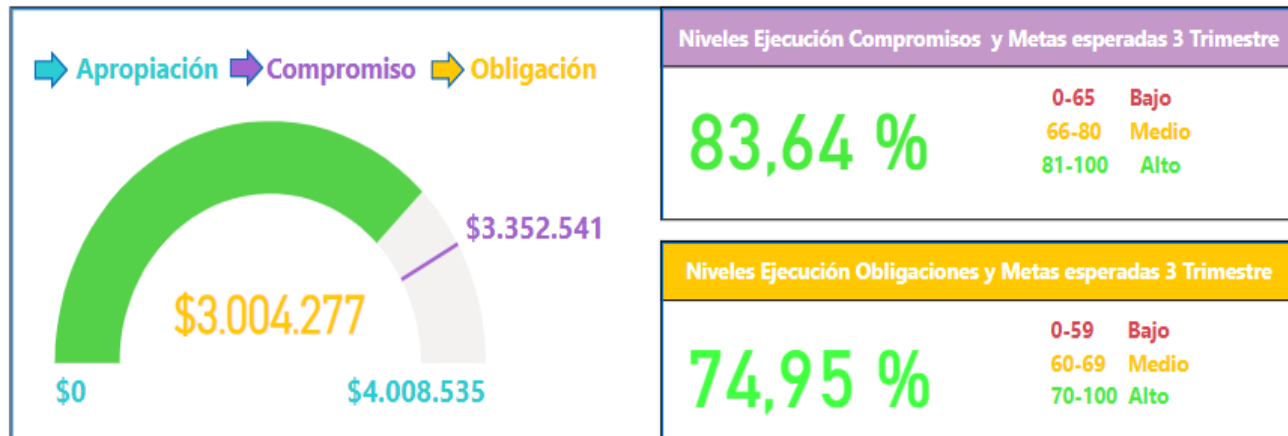 Apropiación Compromiso Obligación
$3.352.541
$3.004.277
$0 $4.008.535
Niveles Ejecución Compromisos y Metas esperadas 3 Trimestre
83,64 %
0-65 Bajo
66-80 Medio
81-100 Alto
Niveles Ejecución Obligaciones y Metas esperadas 3 Trimestre
74,95 %
0-59 Bajo
60-69 Medio
70-100 Alto